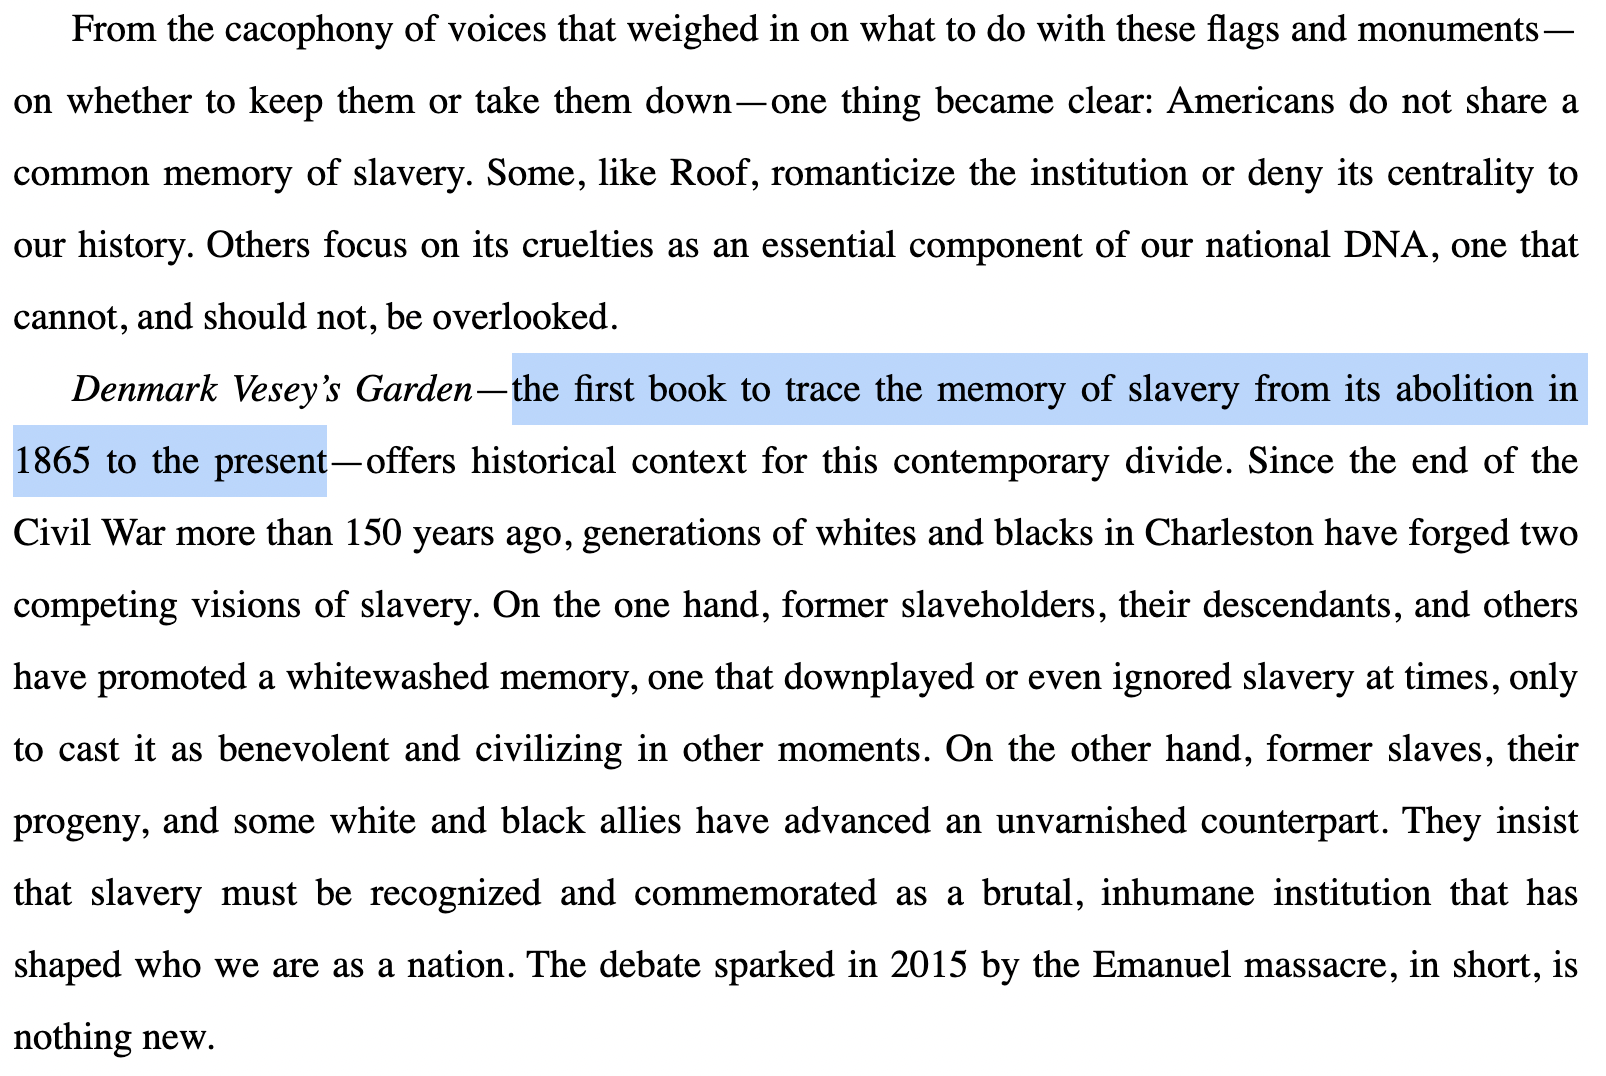 From the cacophony of voices that weighed in on what to do with these flags and monuments—
on whether to keep them or take them down—one thing became clear: Americans do not share a
common memory of slavery. Some, like Roof, romanticize the institution or deny its centrality to
our history. Others focus on its cruelties as an essential component of our national DNA, one that
cannot, and should not, be overlooked.
Denmark Vesey’s Garden—the first book to trace the memory of slavery from its abolition in
1865 to the present—offers historical context for this contemporary divide. Since the end of the
Civil War more than 150 years ago, generations of whites and blacks in Charleston have forged two
competing visions of slavery. On the one hand, former slaveholders, their descendants, and others
have promoted a whitewashed memory, one that downplayed or even ignored slavery at times, only
to cast it as benevolent and civilizing in other moments. On the other hand, former slaves, their
progeny, and some white and black allies have advanced an unvarnished counterpart. They insist
that slavery must be recognized and commemorated as a brutal, inhumane institution that has
shaped who we are as a nation. The debate sparked in 2015 by the Emanuel massacre, in short, is
nothing new.